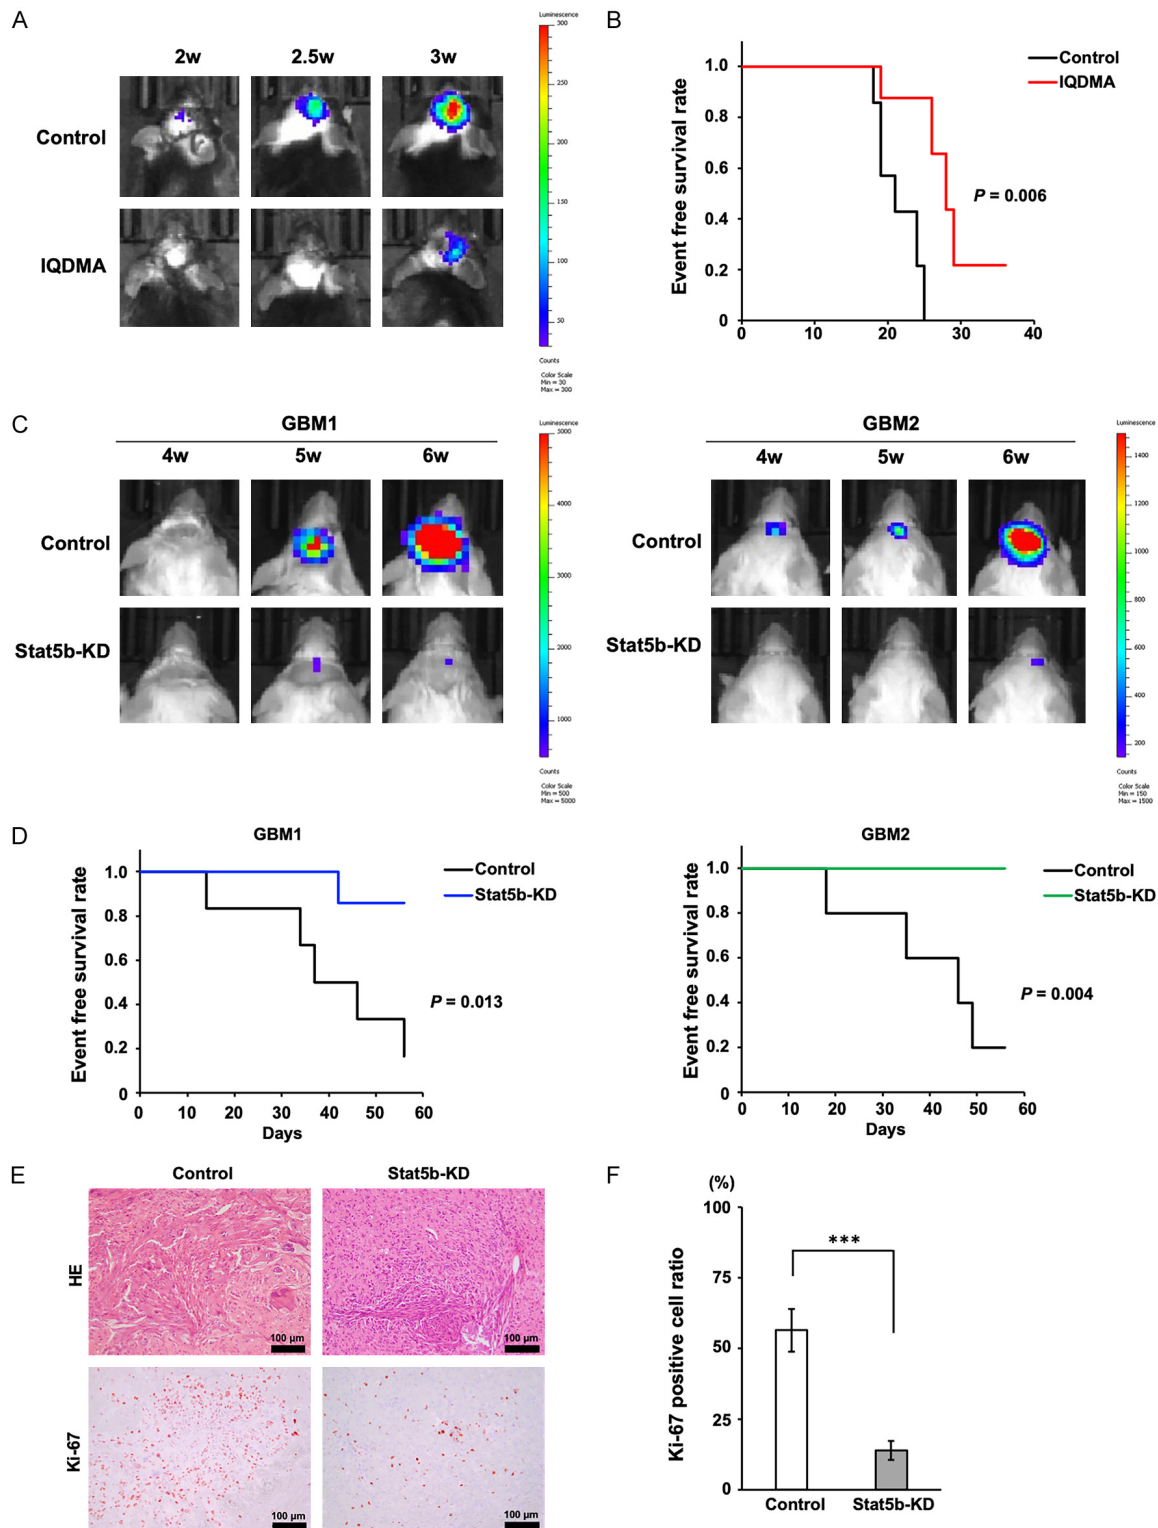 A
2w 2.5w 3w
Control
IQDMA
Luminescence
300
250
200
150
100
50
Counts
Color Scale
Min = 30
Max = 300
B
Event free survival rate
1.0
0.8
0.6
0.4
0.2
0
0 10 20 30 40
Control
IQDMA
P = 0.006
C
GBM1
4w 5w 6w
Control
Stat5b-KD
Luminescence
5000
4000
3000
2000
1000
Counts
Color Scale
Min = 500
Max = 5000
GBM2
4w 5w 6w
Control
Stat5b-KD
Luminescence
1400
1200
1000
800
600
400
200
Counts
Color Scale
Min = 150
Max = 1500
D
GBM1
Event free survival rate
1.0
0.8
0.6
0.4
0.2
0
0 10 20 30 40 50 60
Days
Control
Stat5b-KD
P = 0.013
GBM2
Event free survival rate
1.0
0.8
0.6
0.4
0.2
0
0 10 20 30 40 50 60
Days
Control
Stat5b-KD
P = 0.004
E
Control Stat5b-KD
HE
100 µm
100 µm
Ki-67
100 µm
100 µm
F
(%)
Ki-67 positive cell ratio
100
75
50
25
0
***
Control Stat5b-KD